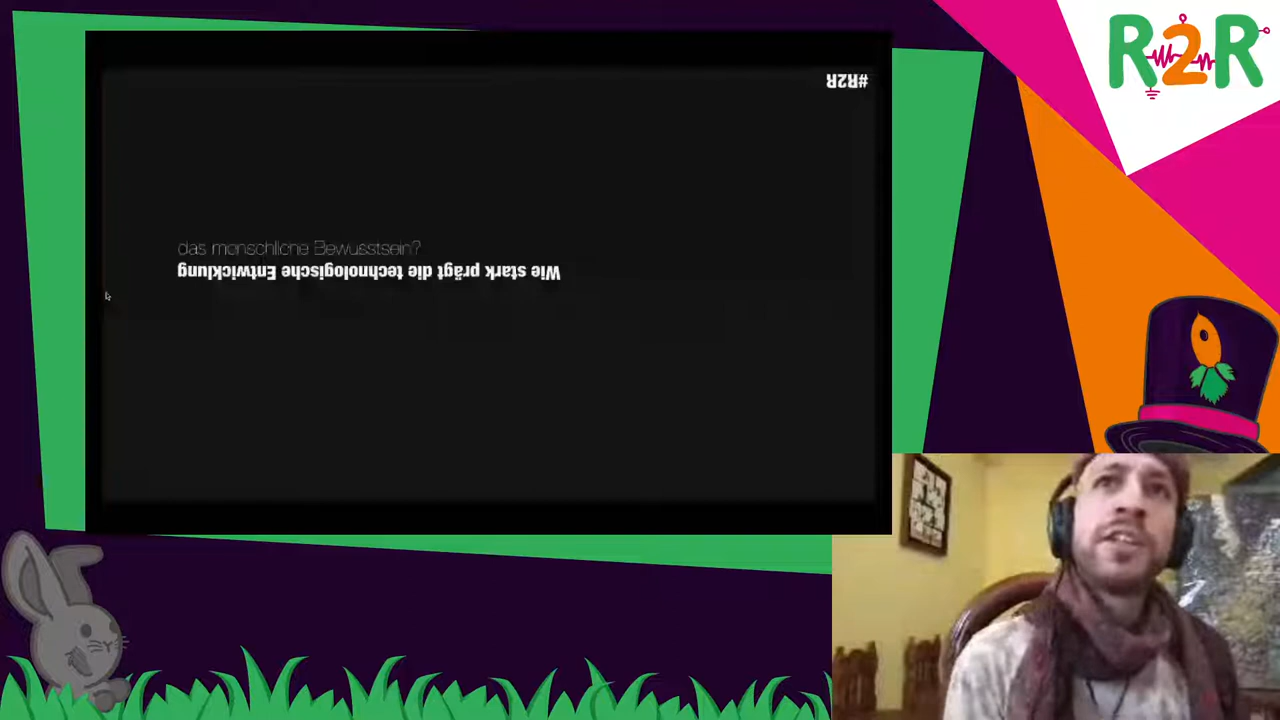 R2R
#R2R
Wie stark prägt die technologische Entwicklung
das menschliche Bewusstsein?